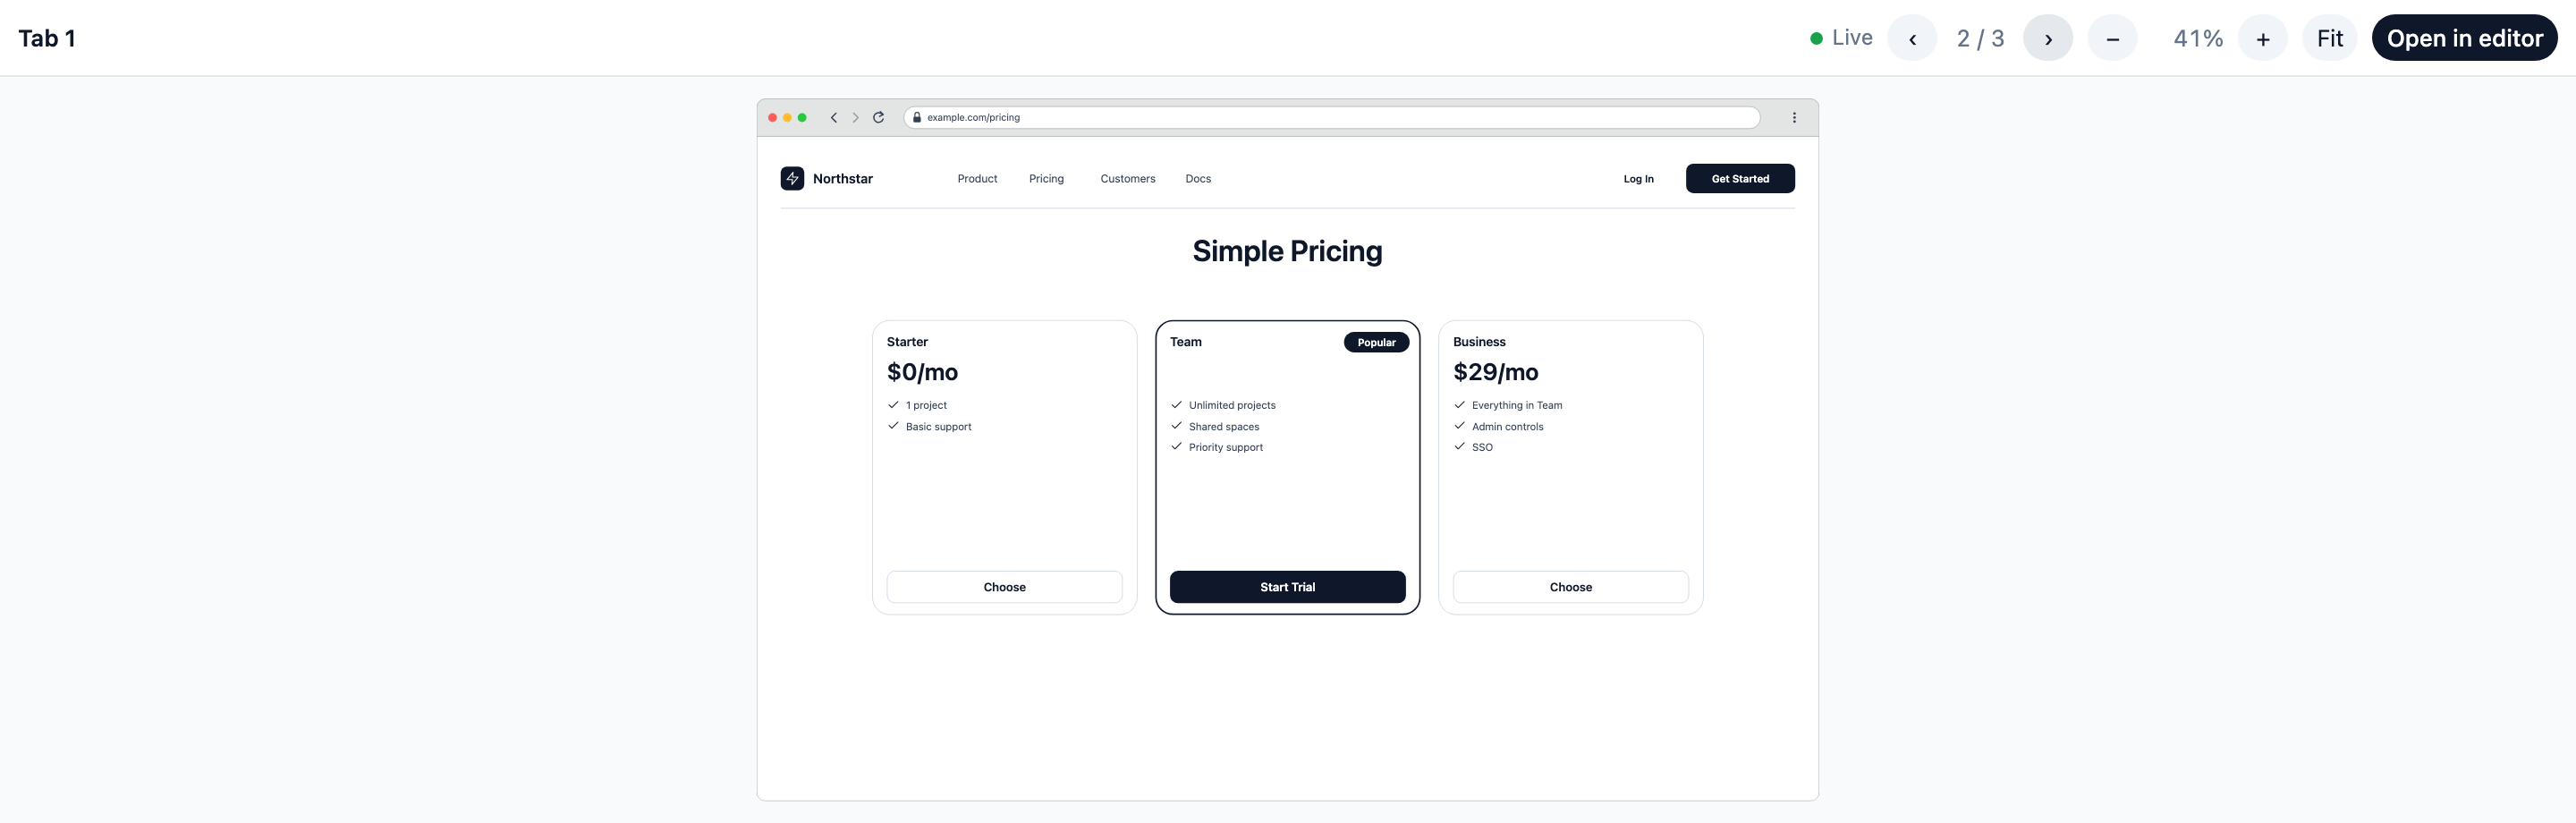 Tab 1
Live
‹
2 / 3
›
−
41%
+
Fit
Open in editor
example.com/pricing
Northstar
Product
Pricing
Customers
Docs
Log In
Get Started
Simple Pricing
Starter
$0/mo
1 project
Basic support
Choose
Team
Popular
Unlimited projects
Shared spaces
Priority support
Start Trial
Business
$29/mo
Everything in Team
Admin controls
SSO
Choose